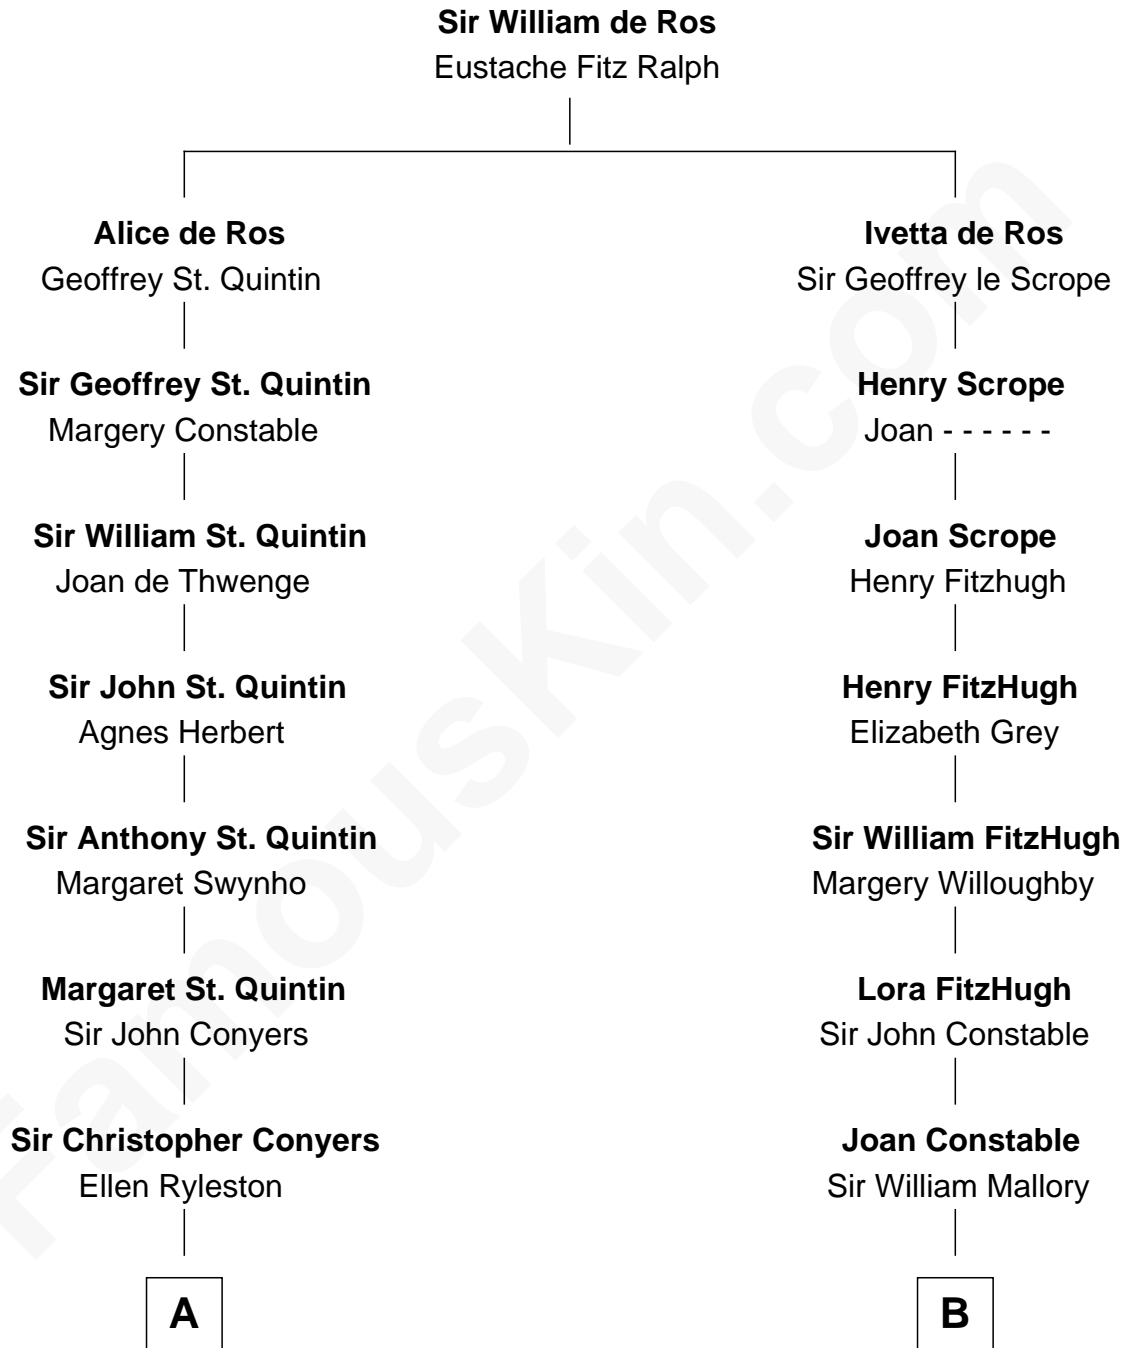 Sir William de Ros
Eustache Fitz Ralph
Alice de Ros
Geoffrey St. Quintin
Ivetta de Ros
Sir Geoffrey le Scrope
Sir Geoffrey St. Quintin
Margery Constable
Henry Scrope
Joan - - - - - -
Sir William St. Quintin
Joan de Thwenge
Joan Scrope
Henry Fitzhugh
Sir John St. Quintin
Agnes Herbert
Henry FitzHugh
Elizabeth Grey
Sir Anthony St. Quintin
Margaret Swynho
Sir William FitzHugh
Margery Willoughby
Margaret St. Quintin
Sir John Conyers
Lora FitzHugh
Sir John Constable
Sir Christopher Conyers
Ellen Ryleston
Joan Constable
Sir William Mallory
A
B
FamousKin.com